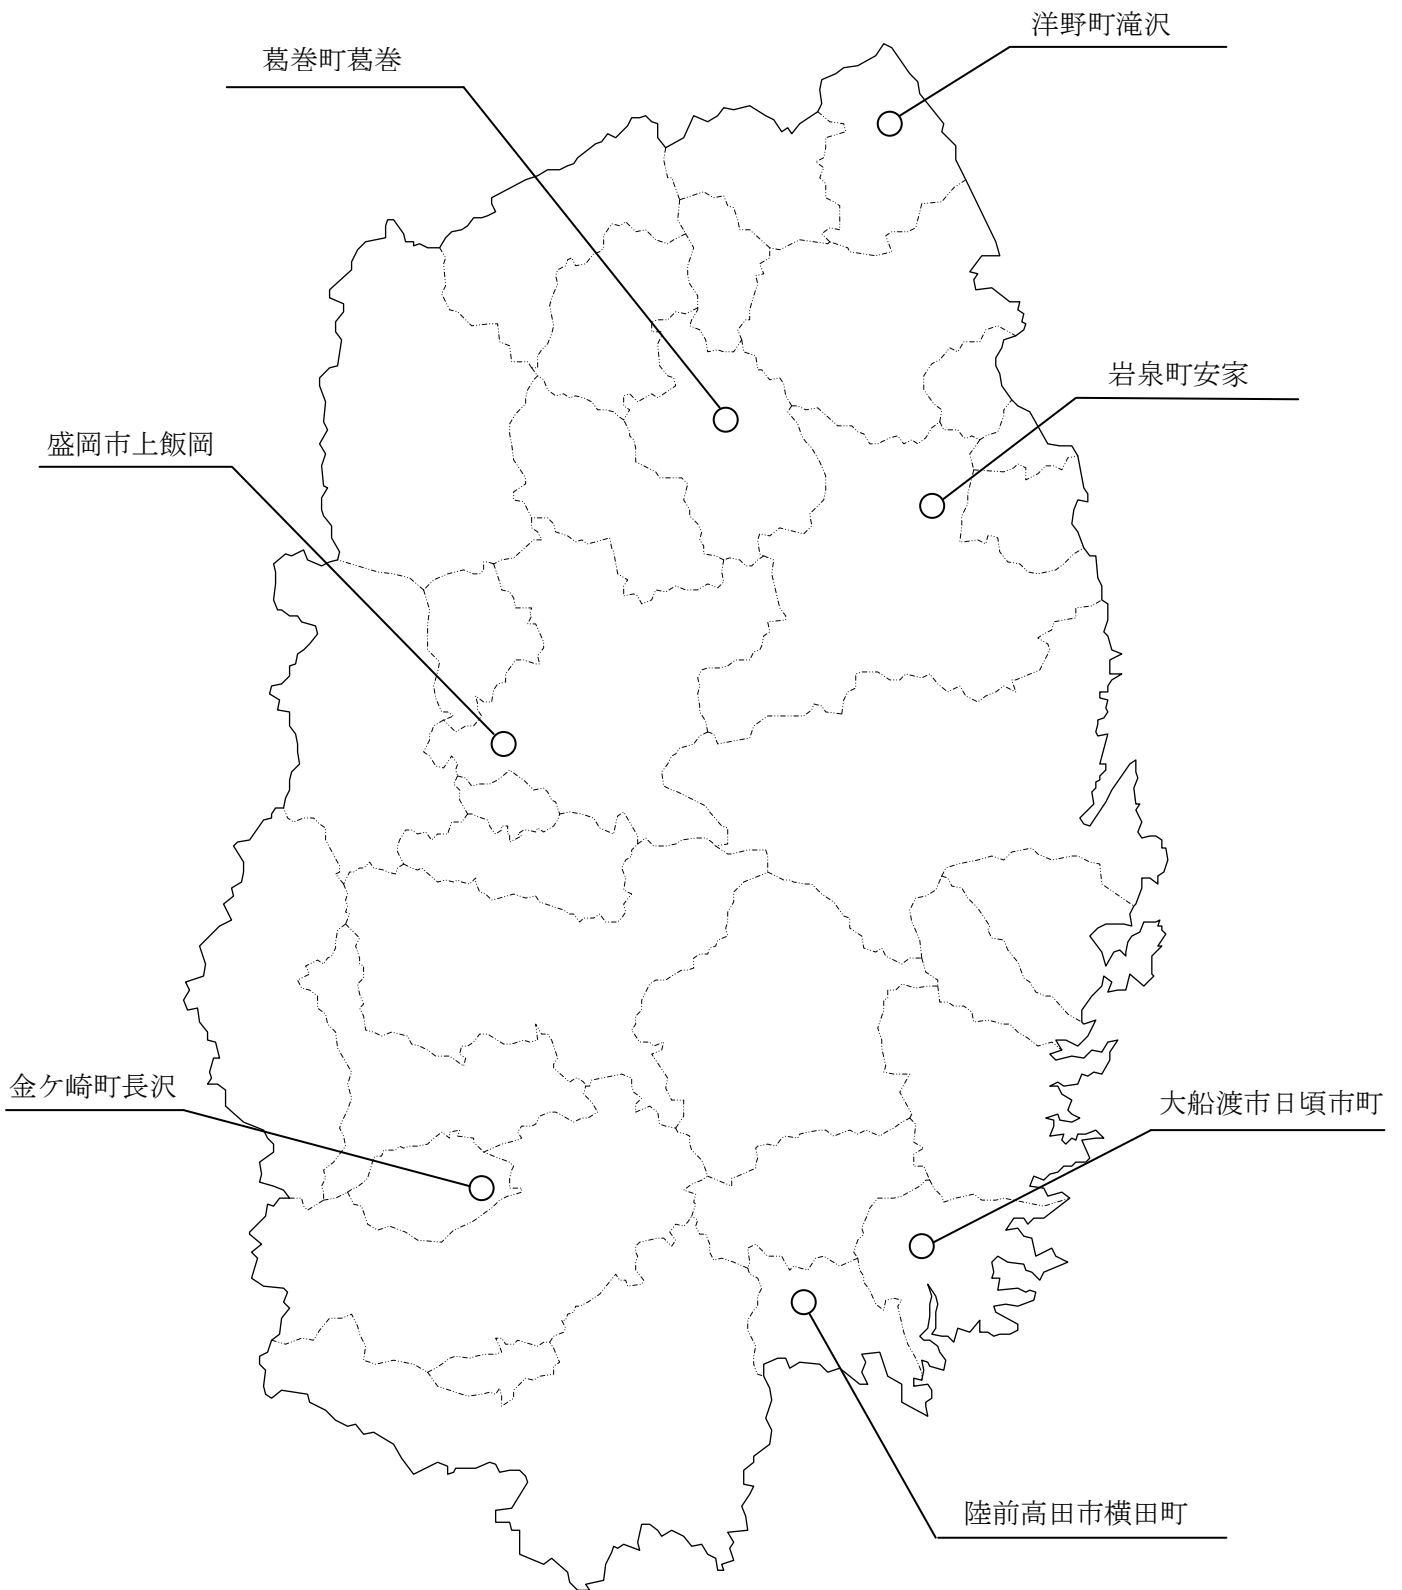 洋野町滝沢
葛巻町葛巻
岩泉町安家
盛岡市上飯岡
金ケ崎町長沢
大船渡市日頃市町
陸前高田市横田町